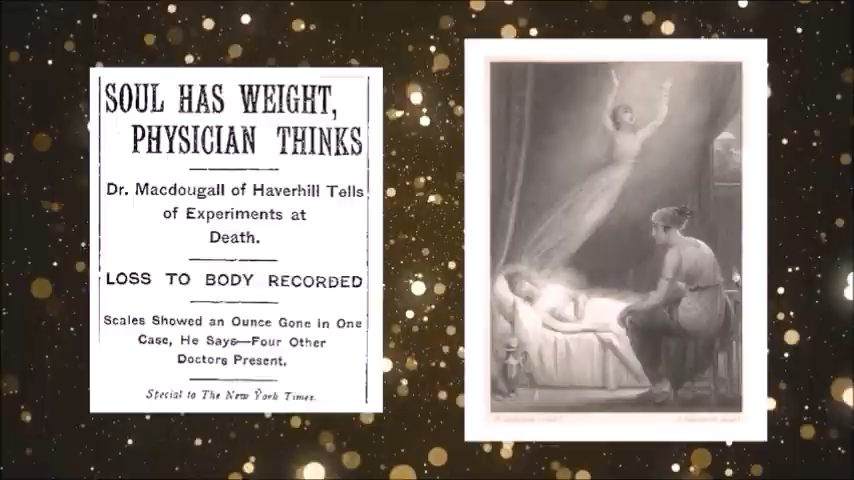 SOUL HAS WEIGHT,
PHYSICIAN THINKS
Dr. Macdougall of Haverhill Tells
of Experiments at
Death.
LOSS TO BODY RECORDED
Scales Showed an Ounce Gone in One
Case, He Says—Four Other
Doctors Present.
Special to The New York Times.